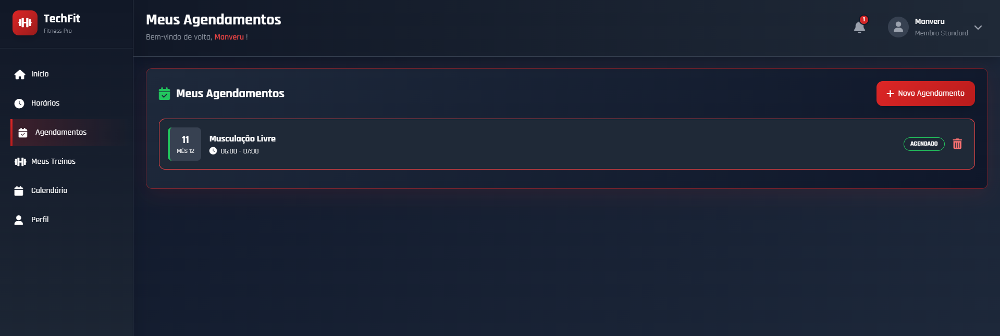 TechFit
Fitness Pro
Início
Horários
Agendamentos
Meus Treinos
Calendário
Perfil
Meus Agendamentos
Bem-vindo de volta, Manveru !
1
Manveru
Membro Standard
Meus Agendamentos
Novo Agendamento
11
MÊS 12
Musculação Livre
06:00 - 07:00
AGENDADO